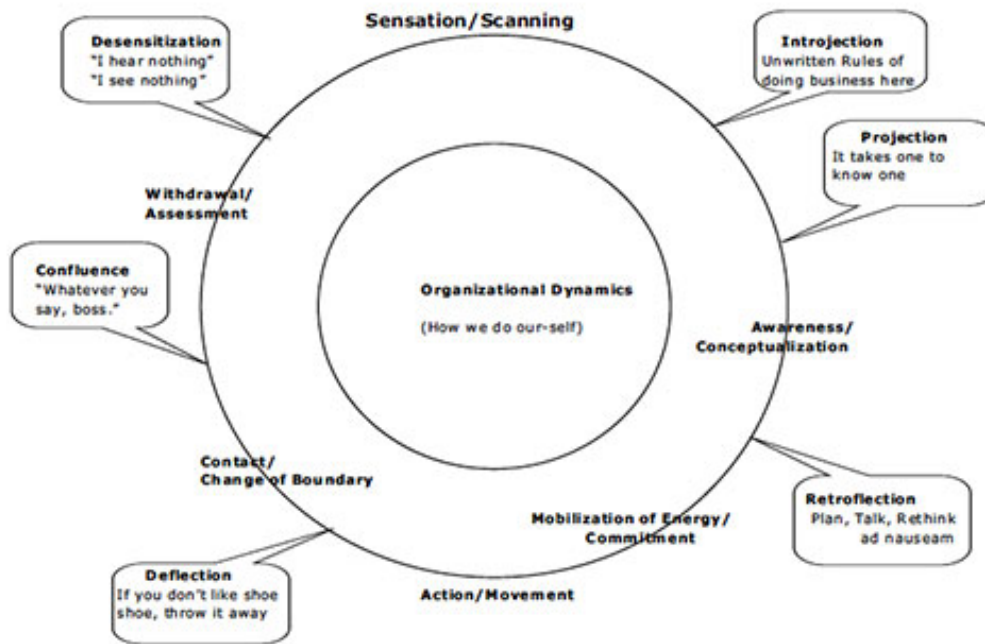 Sensation/Scanning
Desensitization
“I hear nothing”
“I see nothing”
Introjection
Unwritten Rules of
doing business here
Projection
It takes one to
know one
Withdrawal/
Assessment
Confluence
“Whatever you
say, boss.”
Organizational Dynamics
(How we do our-self)
Awareness/
Conceptualization
Contact/
Change of Boundary
Retroflection
Plan, Talk, Rethink
ad nauseam
Mobilization of Energy/
Commitment
Deflection
If you don’t like shoe
shoe, throw it away
Action/Movement